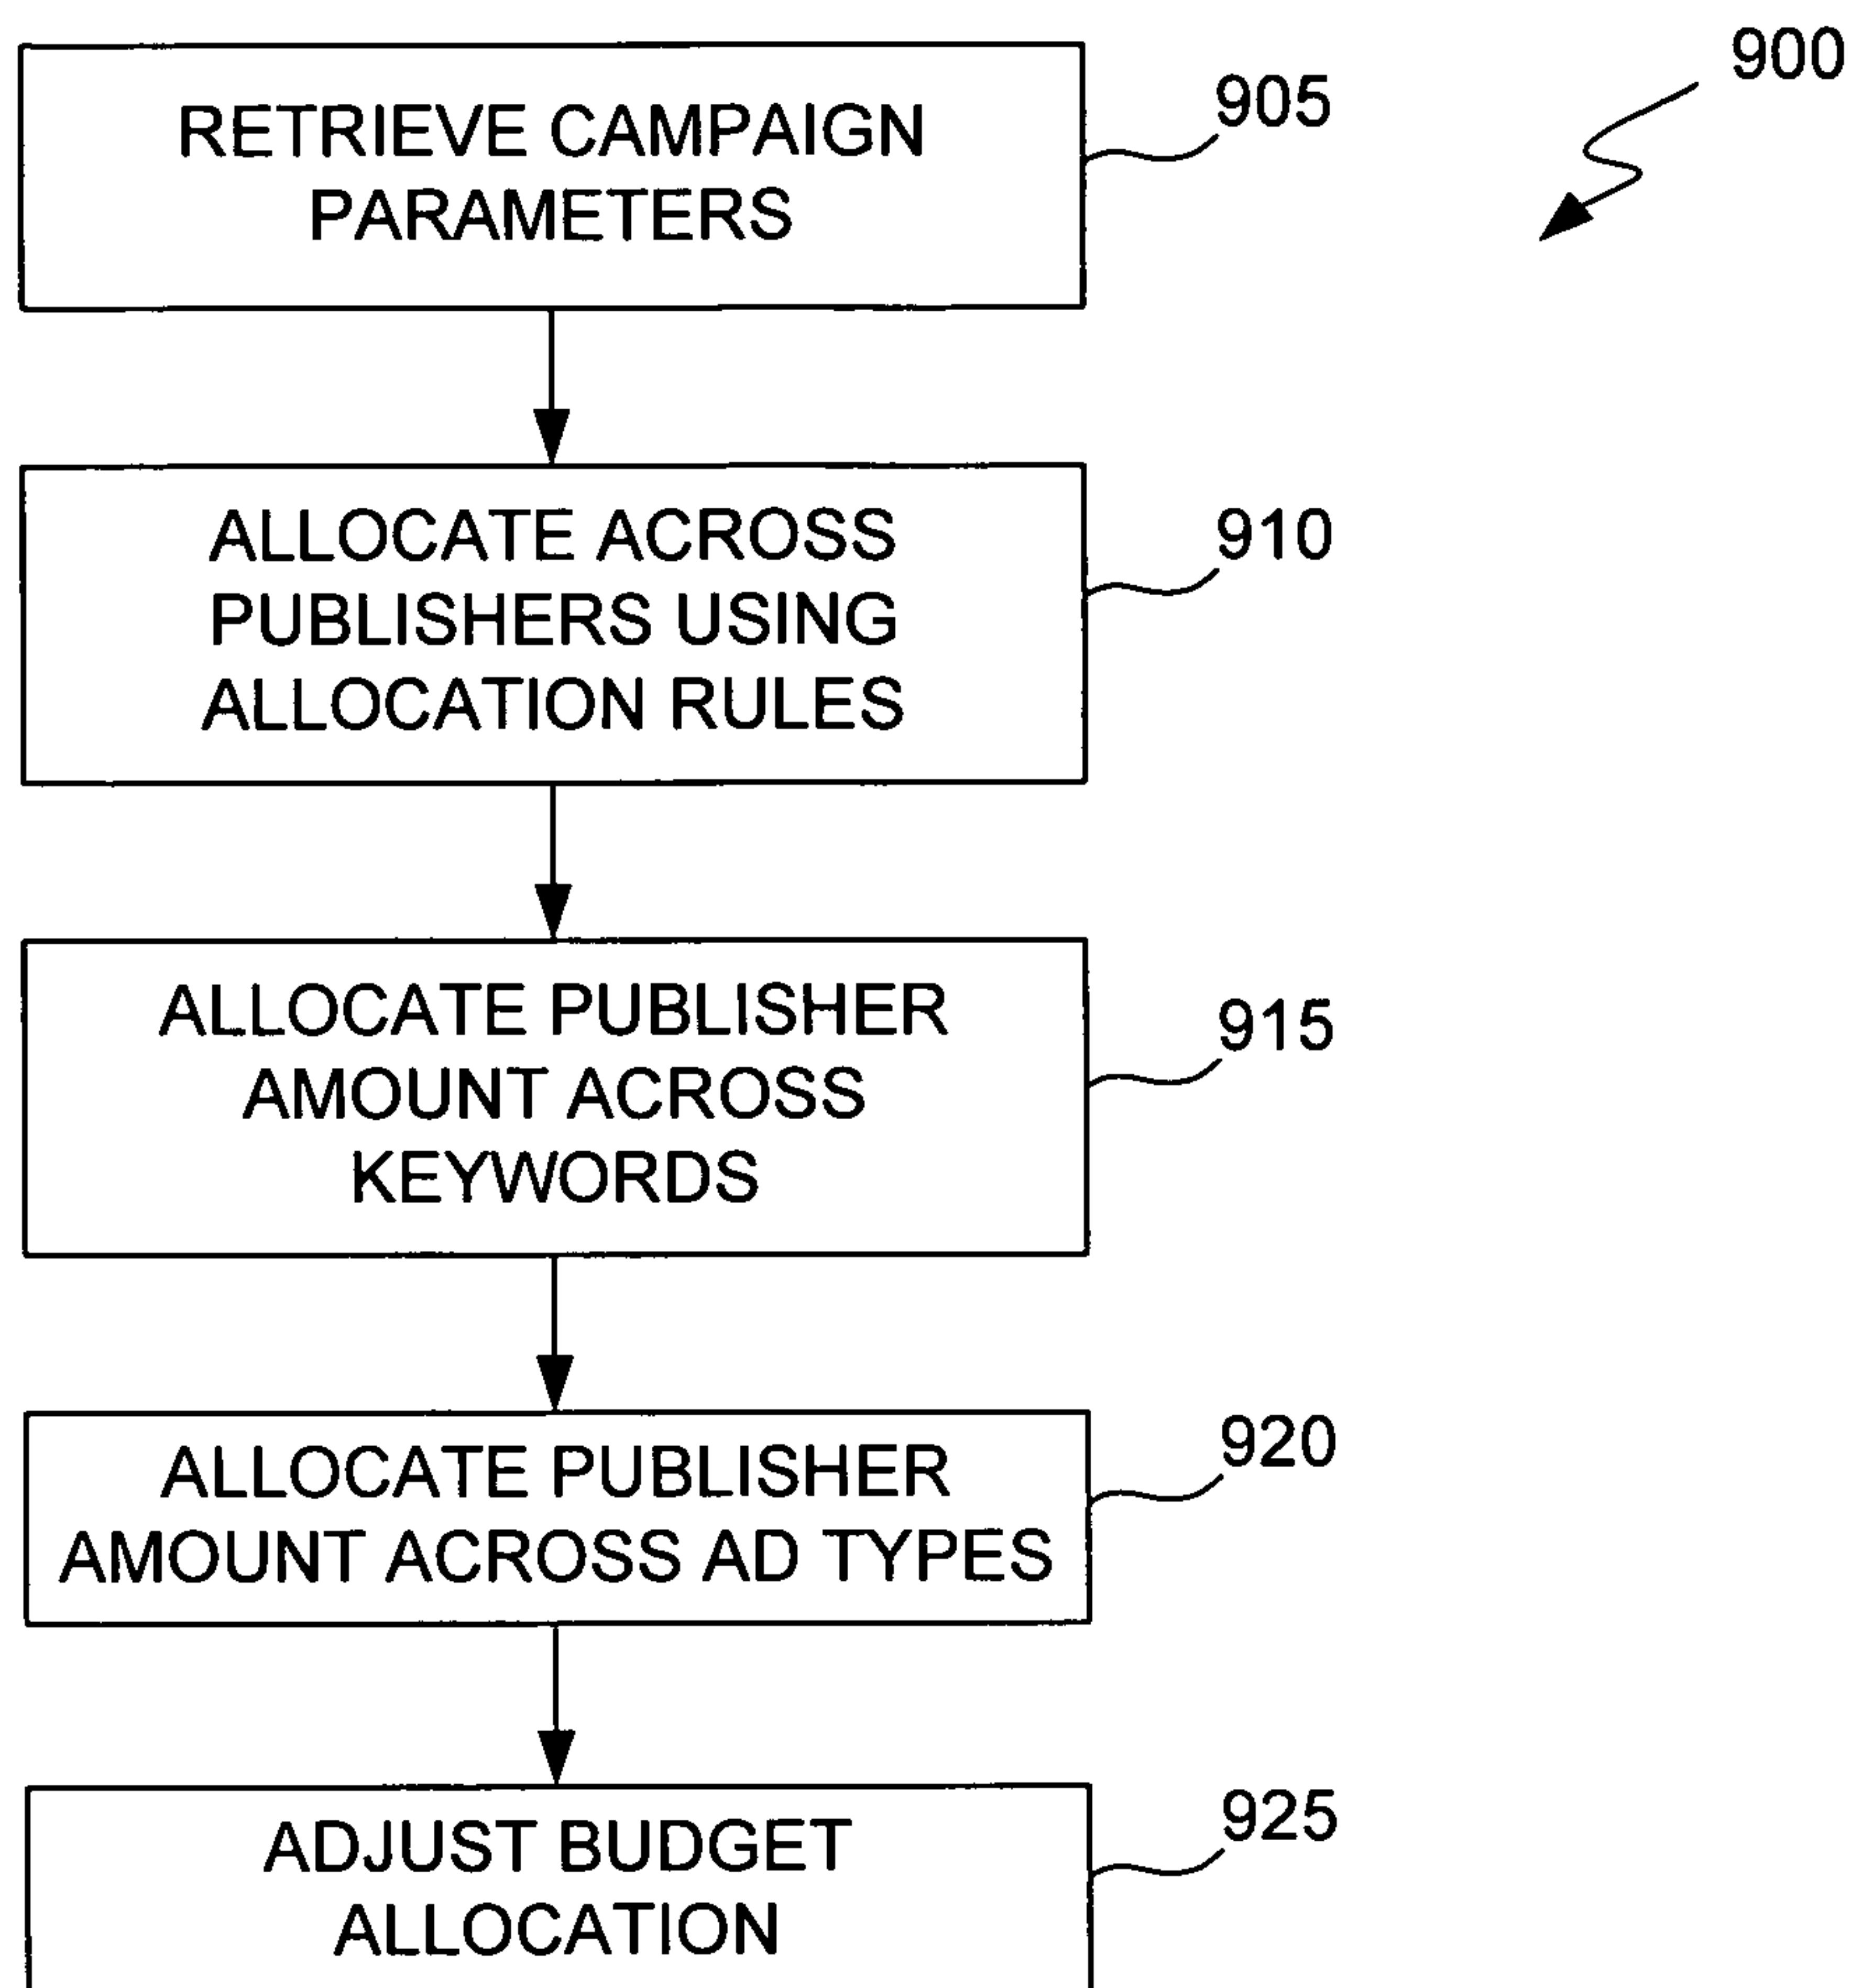 900
RETRIEVE CAMPAIGN
PARAMETERS
905
ALLOCATE ACROSS
PUBLISHERS USING
ALLOCATION RULES
910
ALLOCATE PUBLISHER
AMOUNT ACROSS
KEYWORDS
915
ALLOCATE PUBLISHER
AMOUNT ACROSS AD TYPES
920
ADJUST BUDGET
ALLOCATION
925